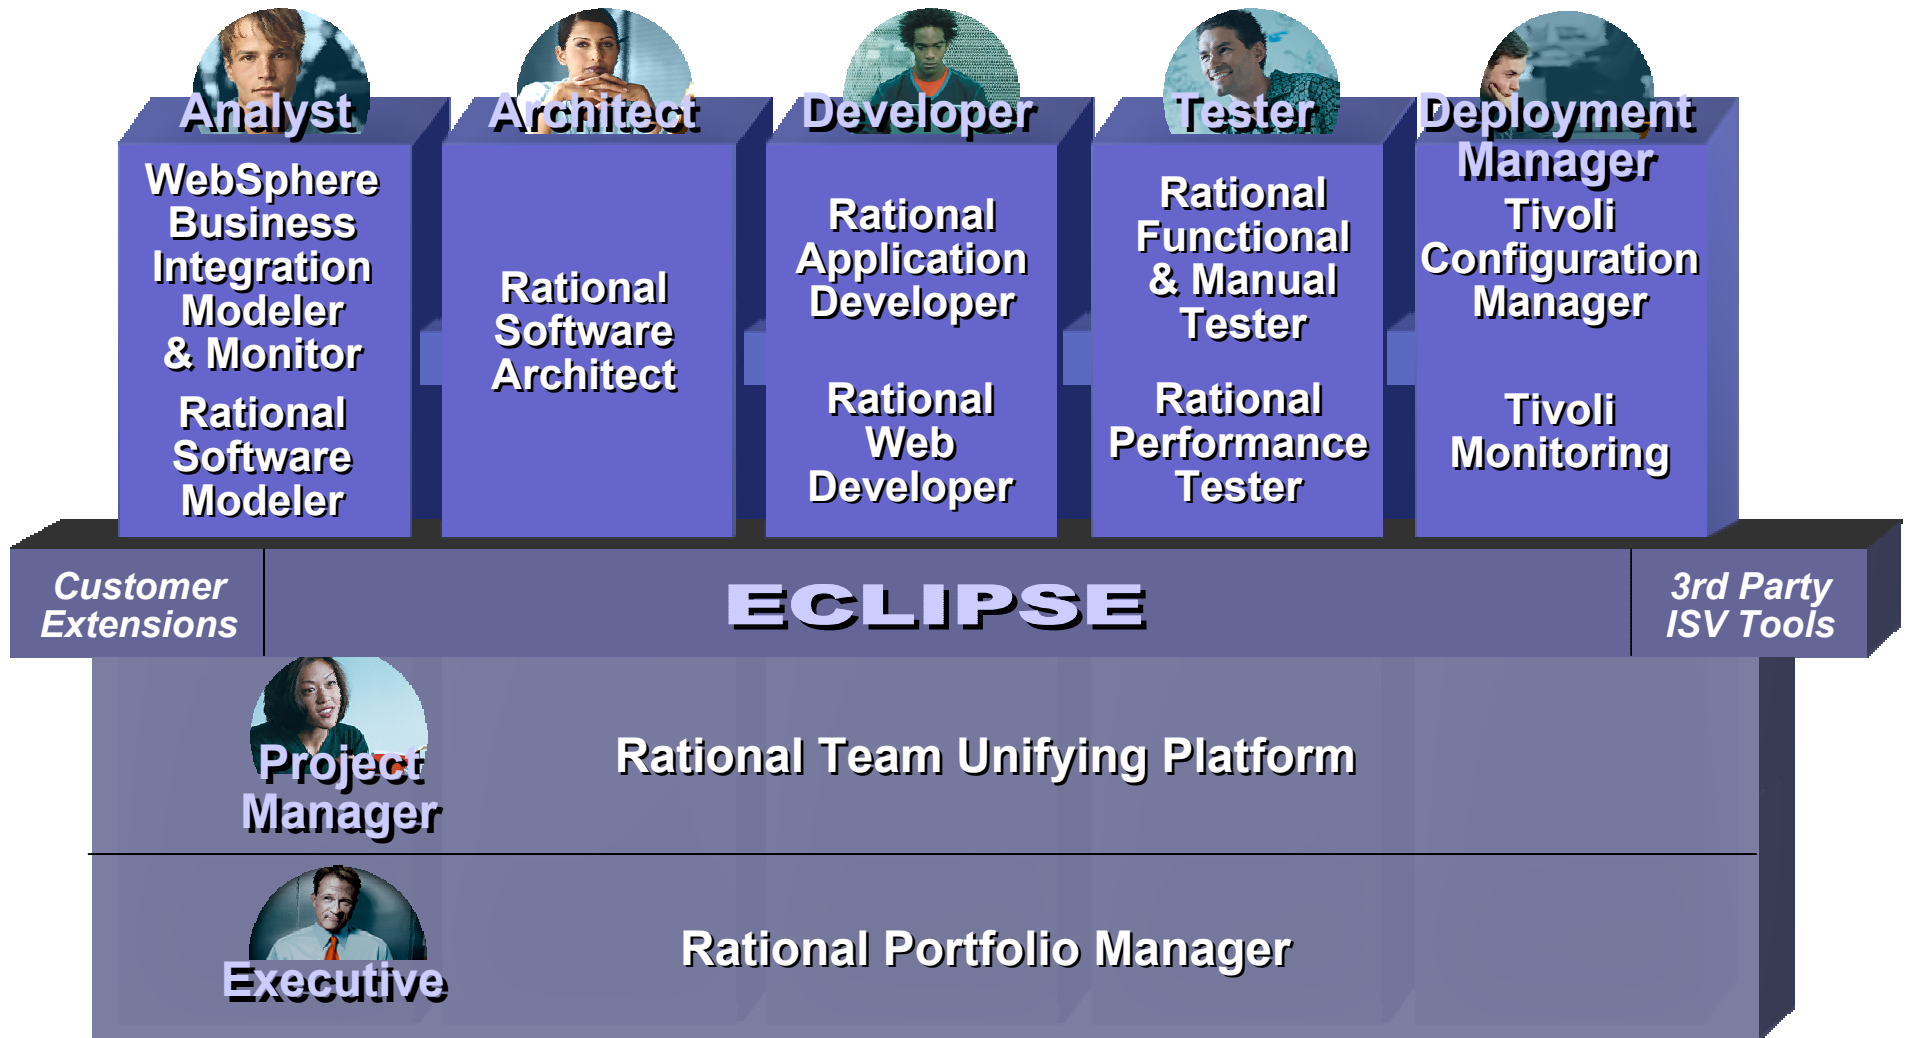 Analyst
WebSphere
Business
Integration
Modeler
& Monitor
Rational
Software
Modeler
Architect
Rational
Software
Architect
Developer
Rational
Application
Developer
Rational
Web
Developer
Tester
Rational
Functional
& Manual
Tester
Rational
Performance
Tester
Deployment
Manager
Tivoli
Configuration
Manager
Tivoli
Monitoring
Customer
Extensions
ECLIPSE
3rd Party
ISV Tools
Project
Manager
Rational Team Unifying Platform
Executive
Rational Portfolio Manager